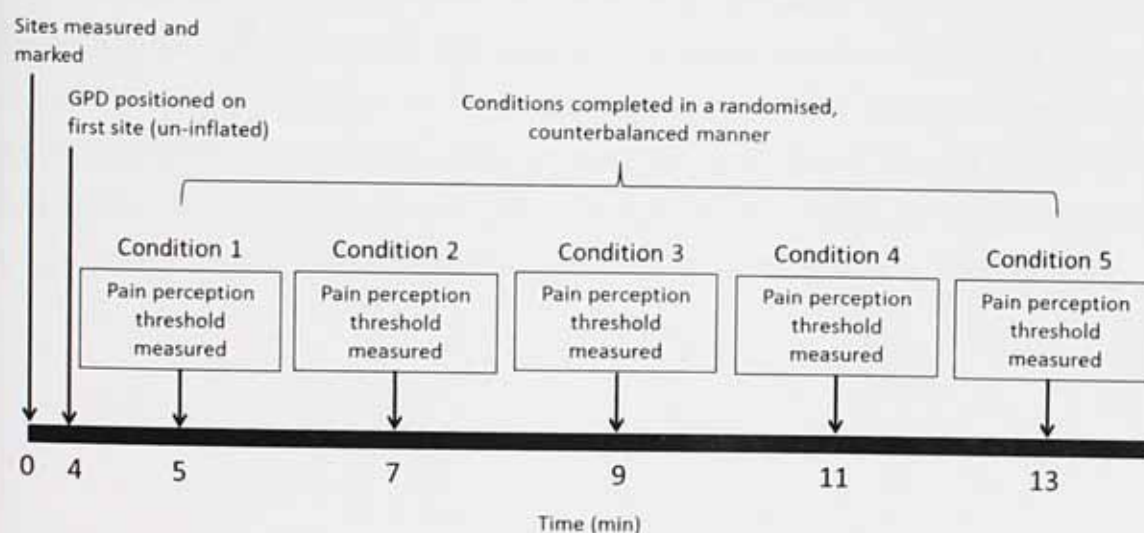 Sites measured and
marked
GPD positioned on
first site (un-inflated)
Conditions completed in a randomised,
counterbalanced manner
Condition 1
Pain perception
threshold
measured
Condition 2
Pain perception
threshold
measured
Condition 3
Pain perception
threshold
measured
Condition 4
Pain perception
threshold
measured
Condition 5
Pain perception
threshold
measured
0 4 5 7 9 11 13
Time (min)